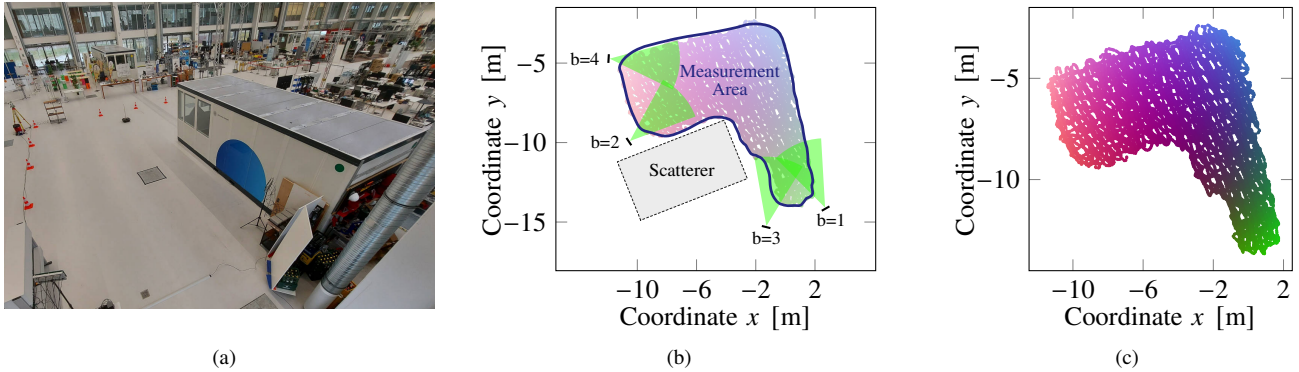 b=4
b=2
b=3
b=1
Measurement
Area
Scatterer
−5
−10
−15
−10
−6
−2
2
Coordinate x [m]
Coordinate y [m]
−5
−10
−10
−6
−2
2
Coordinate x [m]
Coordinate y [m]
(a)
(b)
(c)